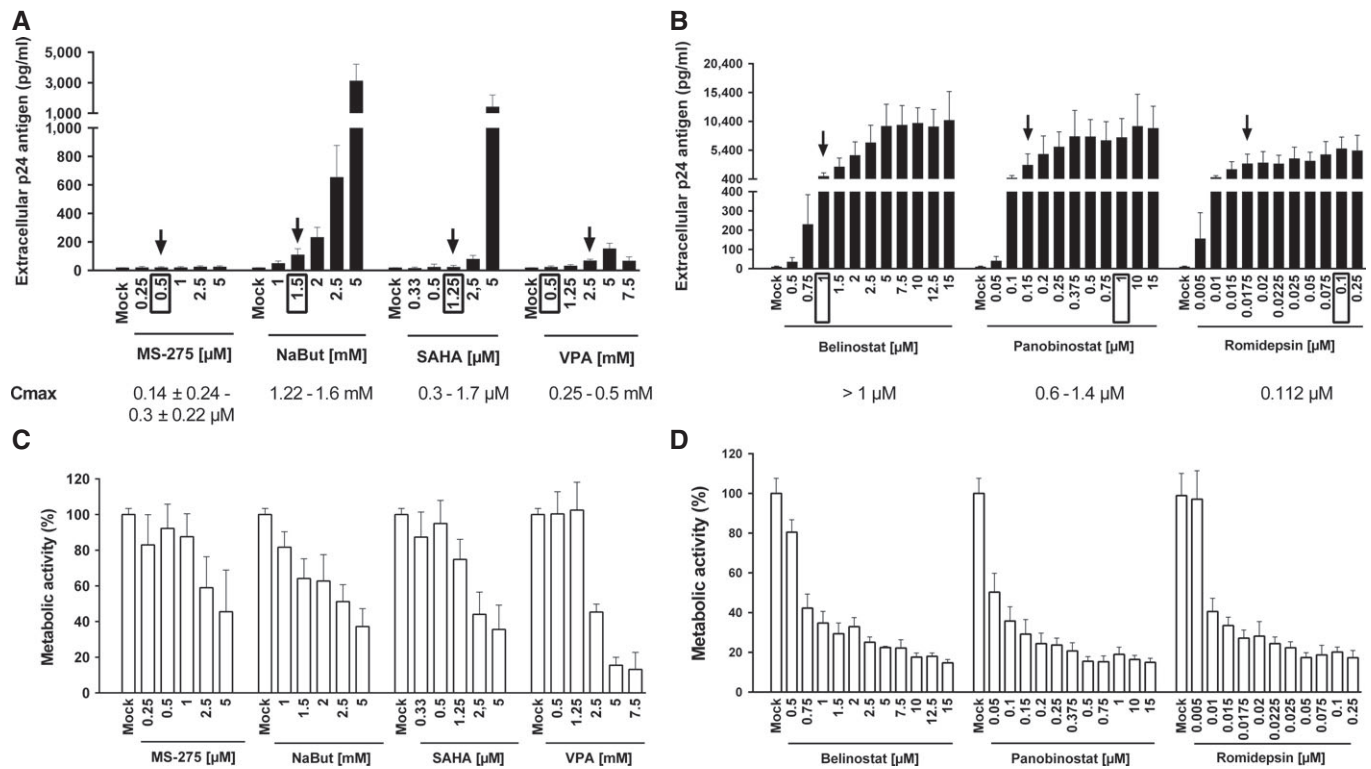 A
Extracellular p24 antigen (pg/ml)
5,000
3,000
1,000
1,000
800
600
400
200
0
Mock 0.25 0.5 1 2.5 5
Mock 1 1.5 2 2.5 5
Mock 0.33 0.5 1.25 2,5 5
Mock 0.5 1.25 2.5 5 7.5
MS-275 [µM] NaBut [mM] SAHA [µM] VPA [mM]
Cmax
0.14 ± 0.24 -
0.3 ± 0.22 µM
1.22 - 1.6 mM
0.3 - 1.7 µM
0.25 - 0.5 mM
B
Extracellular p24 antigen (pg/ml)
20,400
15,400
10,400
5,400
400
400
300
200
100
0
Mock 0.5 0.75 1 1.5 2 2.5 5 7.5 10 12.5 15
Mock 0.05 0.1 0.15 0.2 0.25 0.375 0.5 0.75 1 10 15
Mock 0.005 0.01 0.015 0.0175 0.02 0.0225 0.025 0.05 0.075 0.1 0.25
Belinostat [µM] Panobinostat [µM] Romidepsin [µM]
> 1 µM
0.6 - 1.4 µM
0.112 µM
C
Metabolic activity (%)
120
100
80
60
40
20
0
Mock 0.25 0.5 1 2.5 5
Mock 1 1.5 2 2.5 5
Mock 0.33 0.5 1.25 2,5 5
Mock 0.5 1.25 2.5 5 7.5
MS-275 [µM] NaBut [mM] SAHA [µM] VPA [mM]
D
Metabolic activity (%)
120
100
80
60
40
20
0
Mock 0.5 0.75 1 1.5 2 2.5 5 7.5 10 12.5 15
Mock 0.05 0.1 0.15 0.2 0.25 0.375 0.5 0.75 1 10 15
Mock 0.005 0.01 0.015 0.0175 0.02 0.0225 0.025 0.05 0.075 0.1 0.25
Belinostat [µM] Panobinostat [µM] Romidepsin [µM]